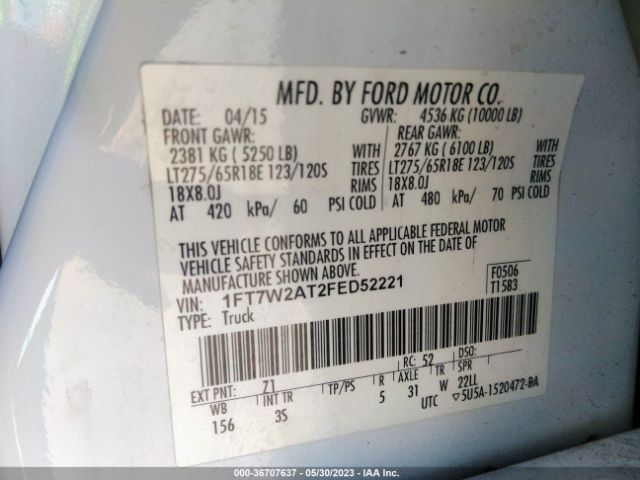 MFD. BY FORD MOTOR CO.
DATE: 04/15 GVWR: 4536 KG (10000 LB)
FRONT GAWR: REAR GAWR:
2381 KG ( 5250 LB) WITH 2767 KG ( 6100 LB) WITH
LT275/65R18E 123/120S TIRES LT275/65R18E 123/120S TIRES
18X8.0J RIMS 18X8.0J RIMS
AT 420 kPa/ 60 PSI COLD AT 480 kPa/ 70 PSI COLD
THIS VEHICLE CONFORMS TO ALL APPLICABLE FEDERAL MOTOR
VEHICLE SAFETY STANDARDS IN EFFECT ON THE DATE OF
MANUFACTURE SHOWN ABOVE.
VIN: 1FT7W2AT2FED52221 F0506
TYPE: Truck T15B3
EXT PNT: 71 RC: 52 DSO:
WB INT TR TP/PS R AXLE TR SPR
156 3S 5 31 W 22LL
UTC ▽5U5A-1520472-BA
000-36707637 - 05/30/2023 - IAA Inc.